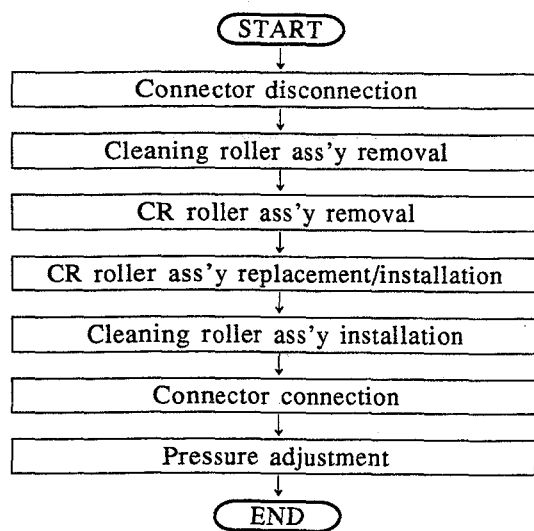 START
Connector disconnection
Cleaning roller ass'y removal
CR roller ass'y removal
CR roller ass'y replacement/installation
Cleaning roller ass'y installation
Connector connection
Pressure adjustment
END